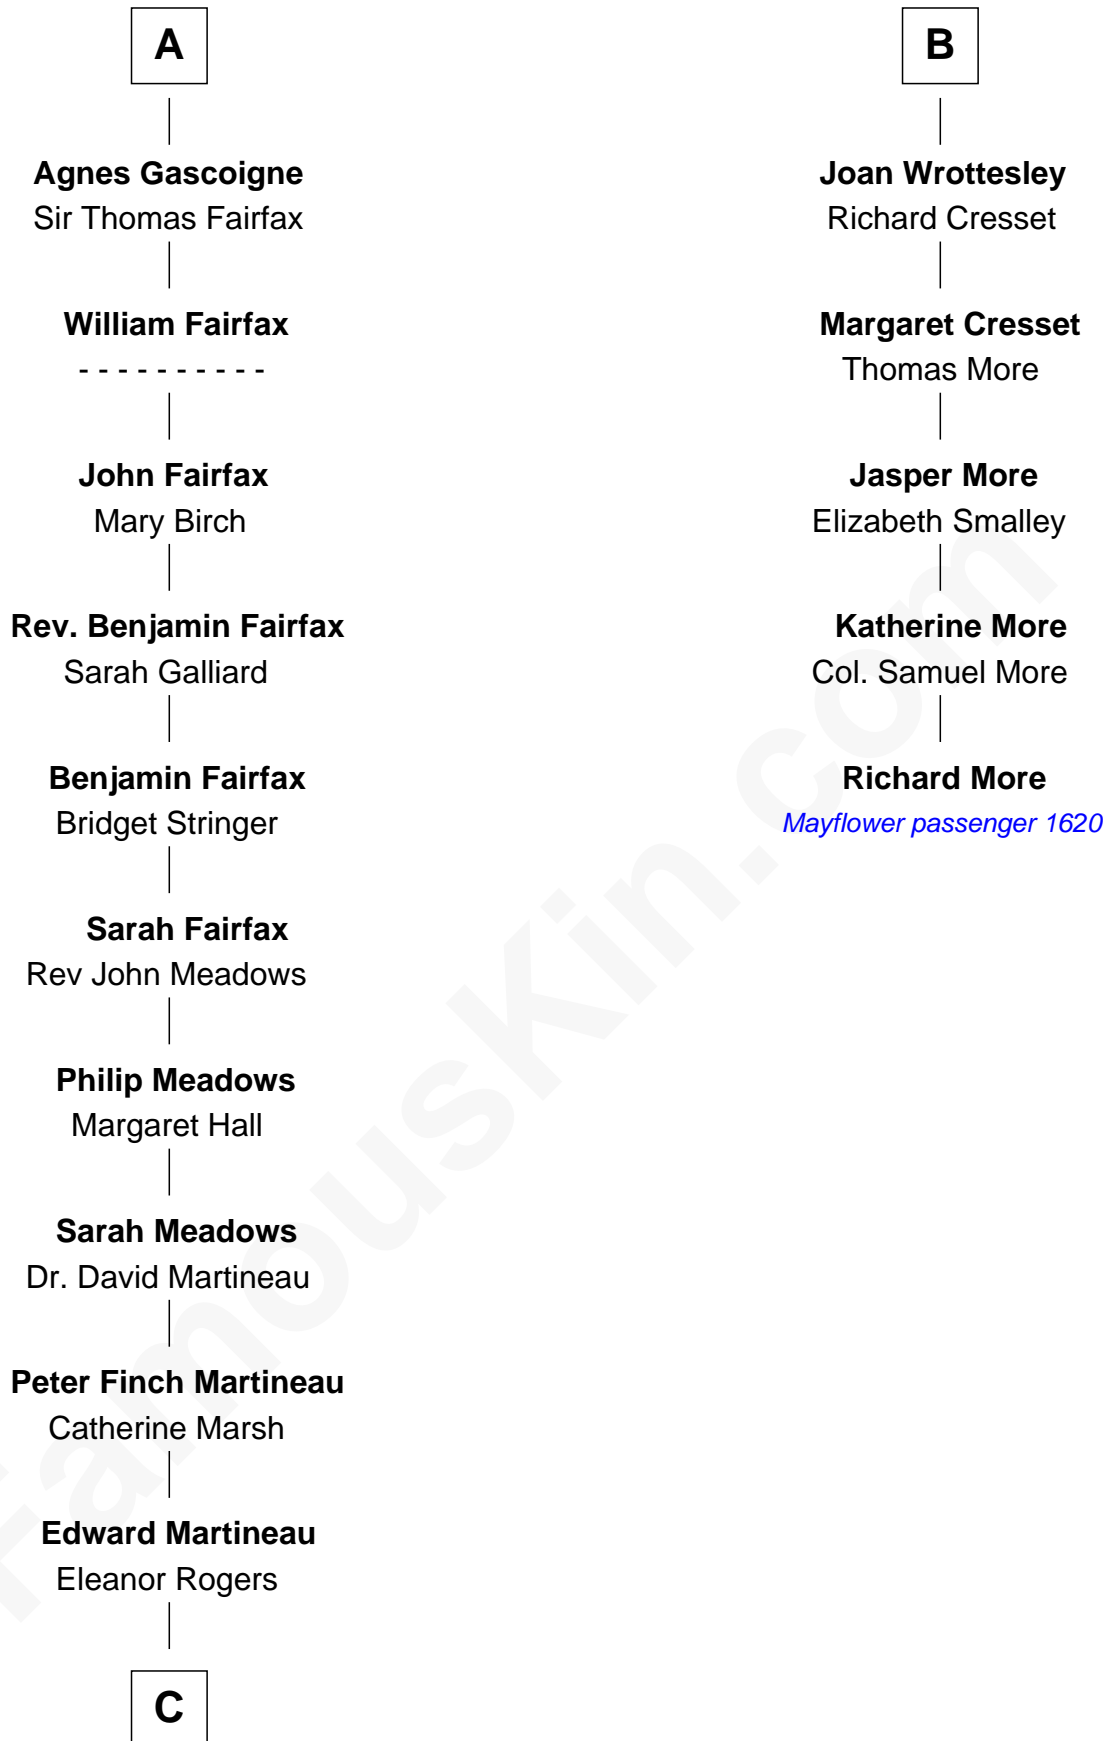 A
Agnes Gascoigne
Sir Thomas Fairfax
William Fairfax
- - - - - - - - - -
John Fairfax
Mary Birch
Rev. Benjamin Fairfax
Sarah Galliard
Benjamin Fairfax
Bridget Stringer
Sarah Fairfax
Rev John Meadows
Philip Meadows
Margaret Hall
Sarah Meadows
Dr. David Martineau
Peter Finch Martineau
Catherine Marsh
Edward Martineau
Eleanor Rogers
C
B
Joan Wrottesley
Richard Cresset
Margaret Cresset
Thomas More
Jasper More
Elizabeth Smalley
Katherine More
Col. Samuel More
Richard More
Mayflower passenger 1620
FamousKin.com